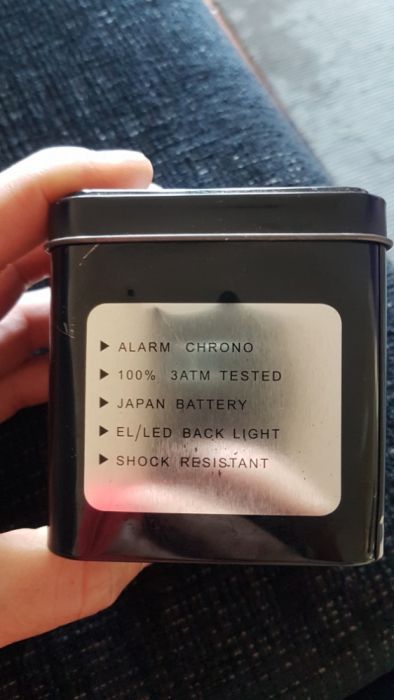 ▶ ALARM CHRONO
▶ 100% 3ATM TESTED
▶ JAPAN BATTERY
▶ EL/LED BACK LIGHT
▶ SHOCK RESISTANT